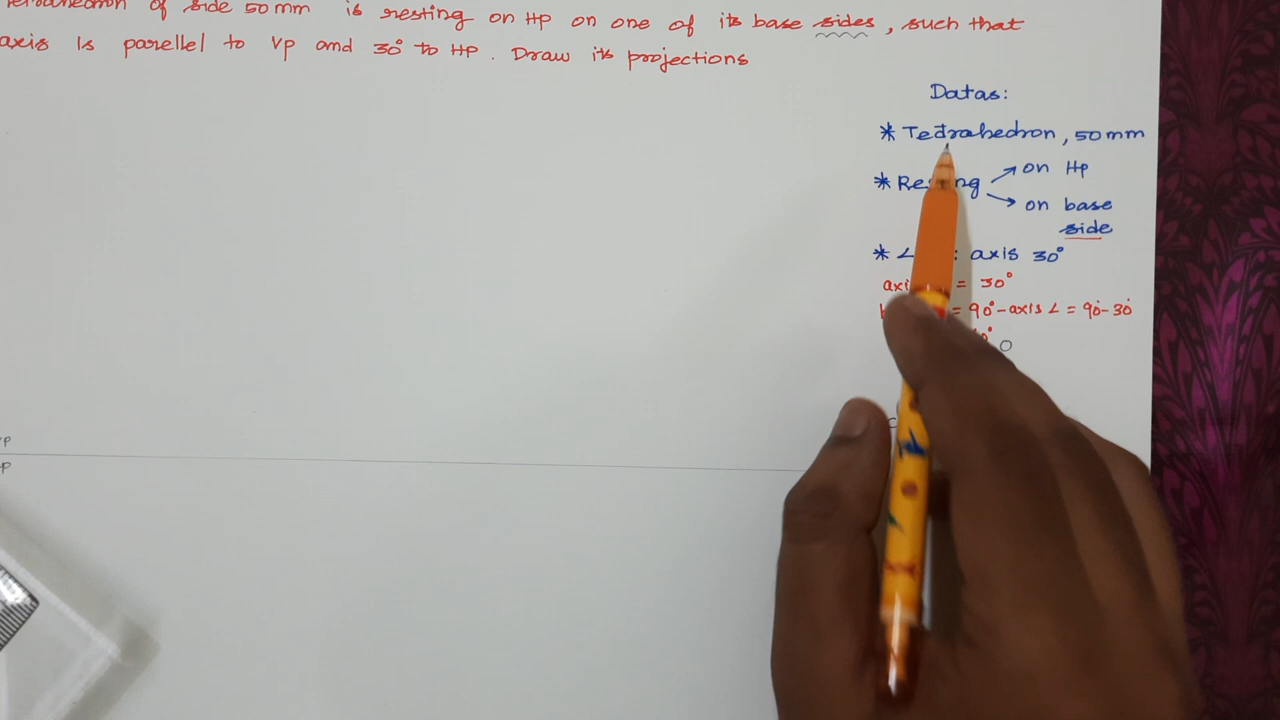 of side 50 mm is resting on HP on one of its base sides, such that
axis is parellel to VP and 30° to HP. Draw its projections
Datas:
* Tedrahedron, 50 mm
* on HP
on base
side
* axis 30°
= 30°
= 90° - axis ∠ = 90° - 30°
VP